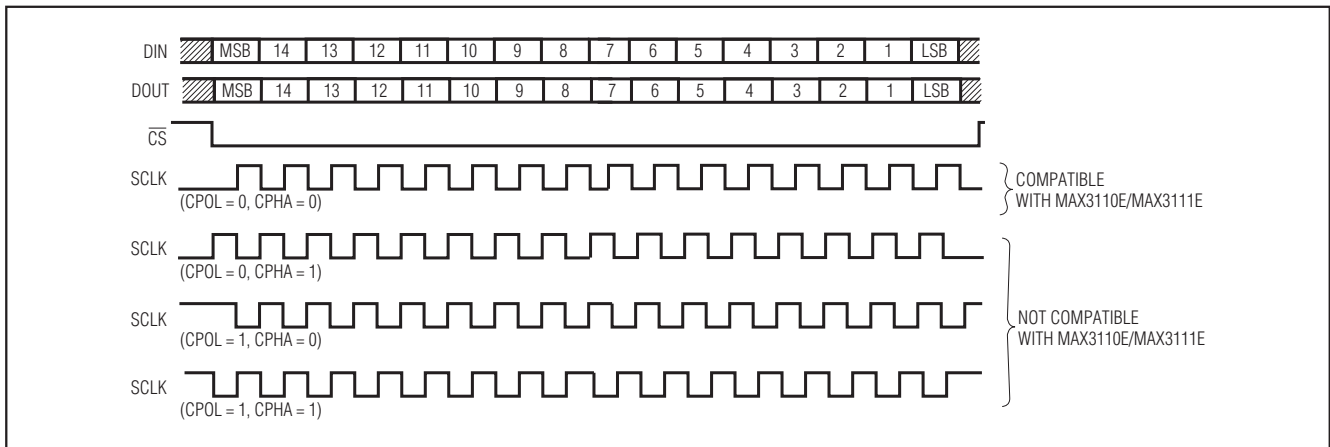 DIN MSB 14 13 12 11 10 9 8 7 6 5 4 3 2 1 LSB
DOUT MSB 14 13 12 11 10 9 8 7 6 5 4 3 2 1 LSB
CS
SCLK
(CPOL = 0, CPHA = 0)
COMPATIBLE
WITH MAX3110E/MAX3111E
SCLK
(CPOL = 0, CPHA = 1)
SCLK
(CPOL = 1, CPHA = 0)
NOT COMPATIBLE
WITH MAX3110E/MAX3111E
SCLK
(CPOL = 1, CPHA = 1)